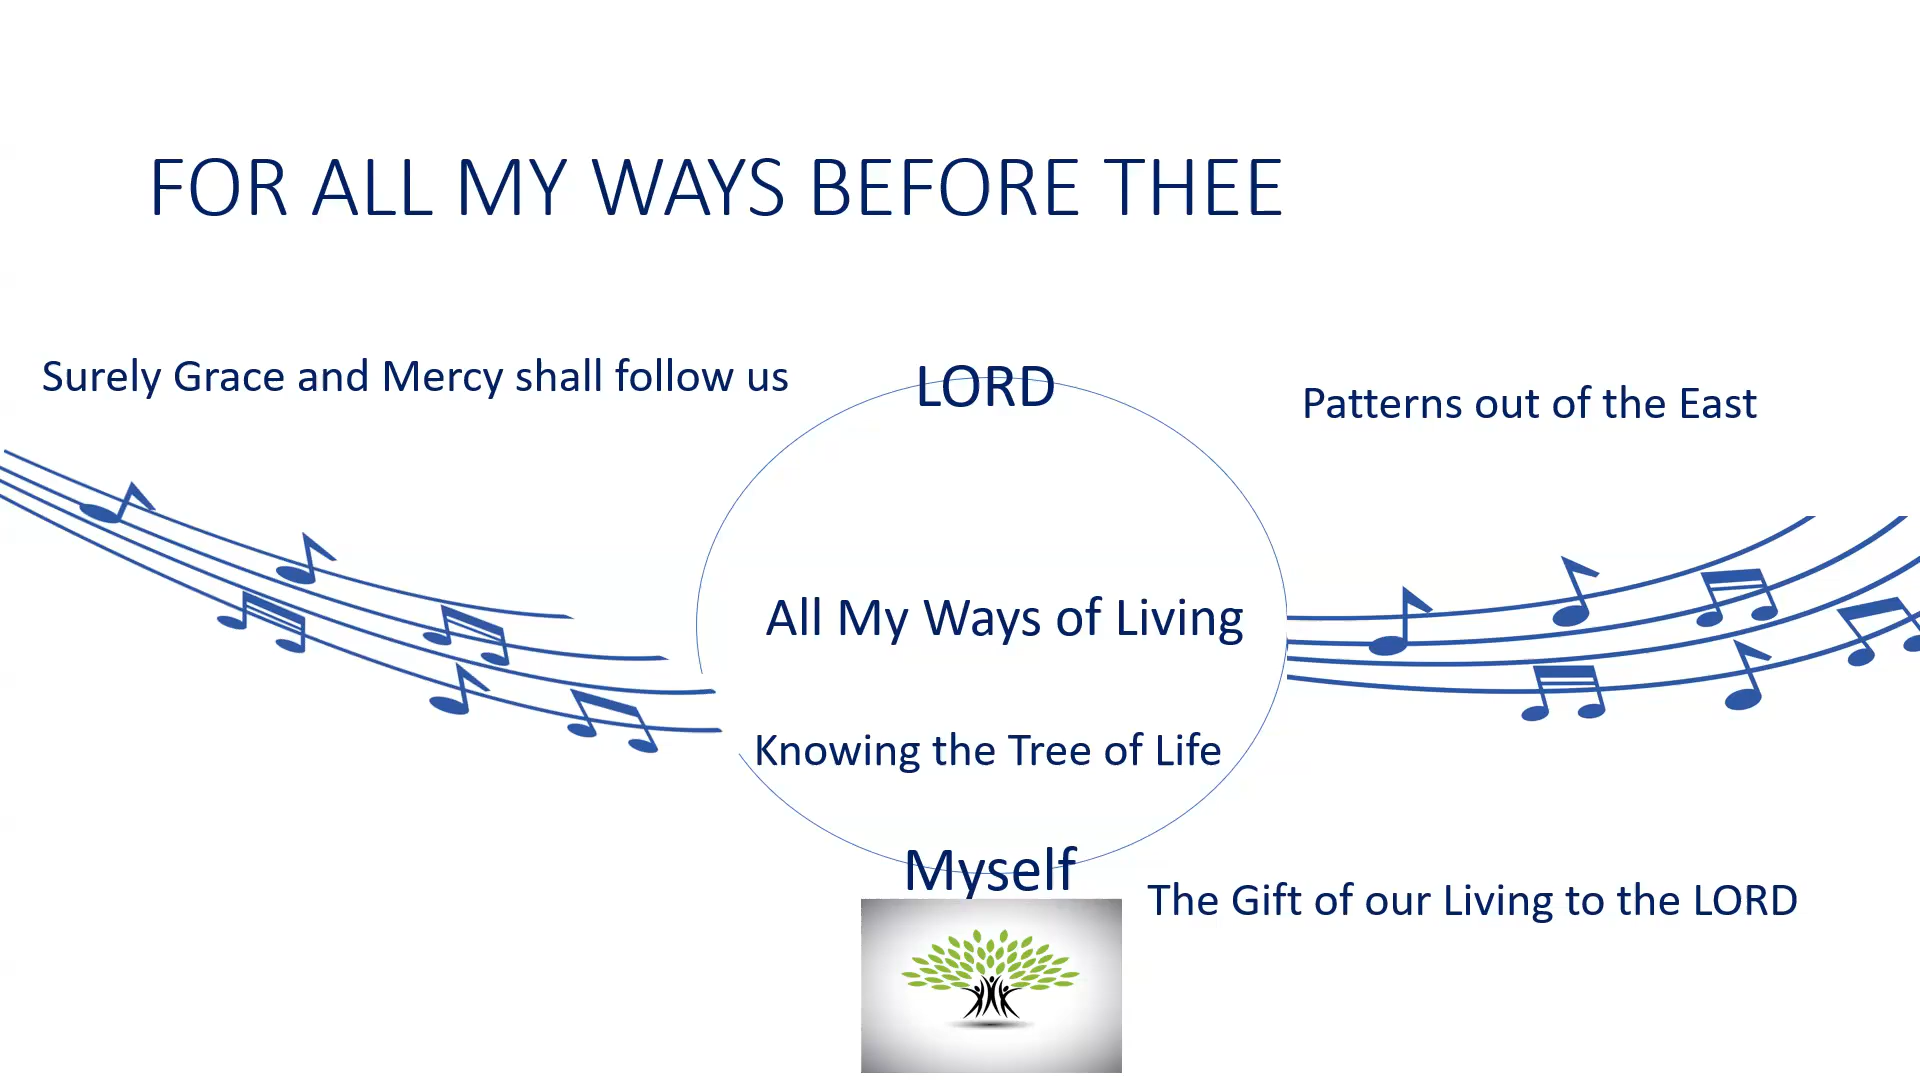 FOR ALL MY WAYS BEFORE THEE
Surely Grace and Mercy shall follow us
LORD
Patterns out of the East
All My Ways of Living
Knowing the Tree of Life
Myself
The Gift of our Living to the LORD